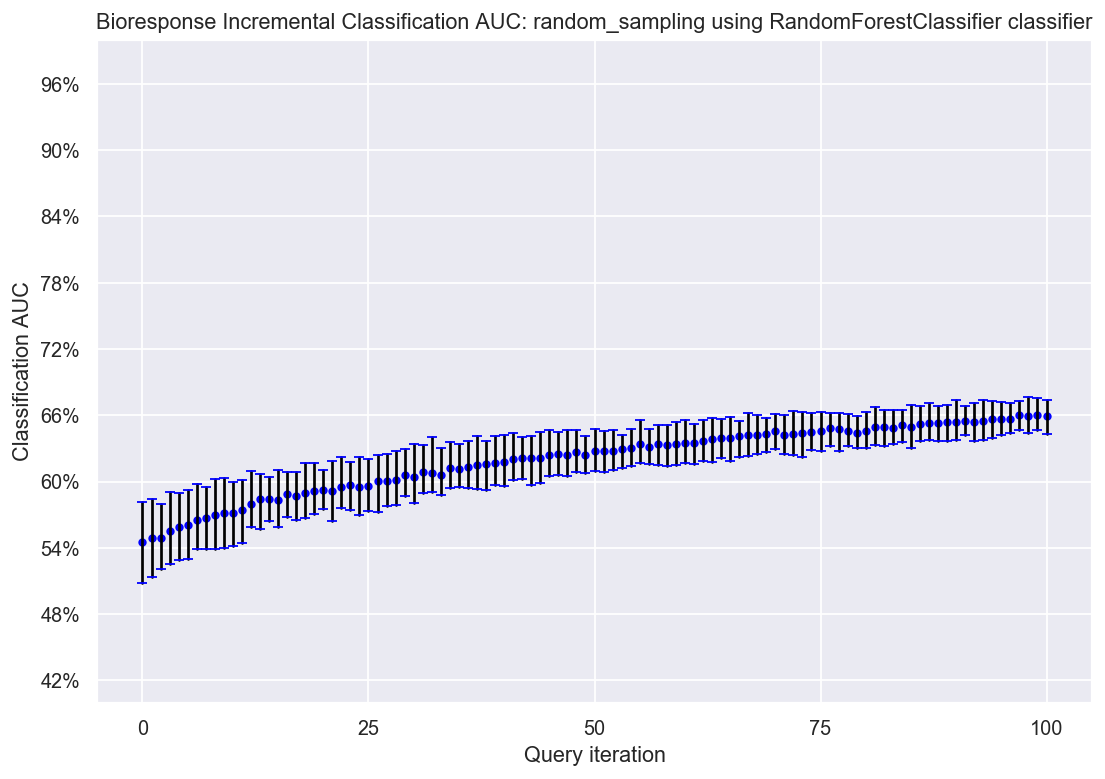 Bioresponse Incremental Classification AUC: random_sampling using RandomForestClassifier classifier
96%
90%
84%
78%
72%
66%
60%
54%
48%
42%
Classification AUC
0 25 50 75 100
Query iteration